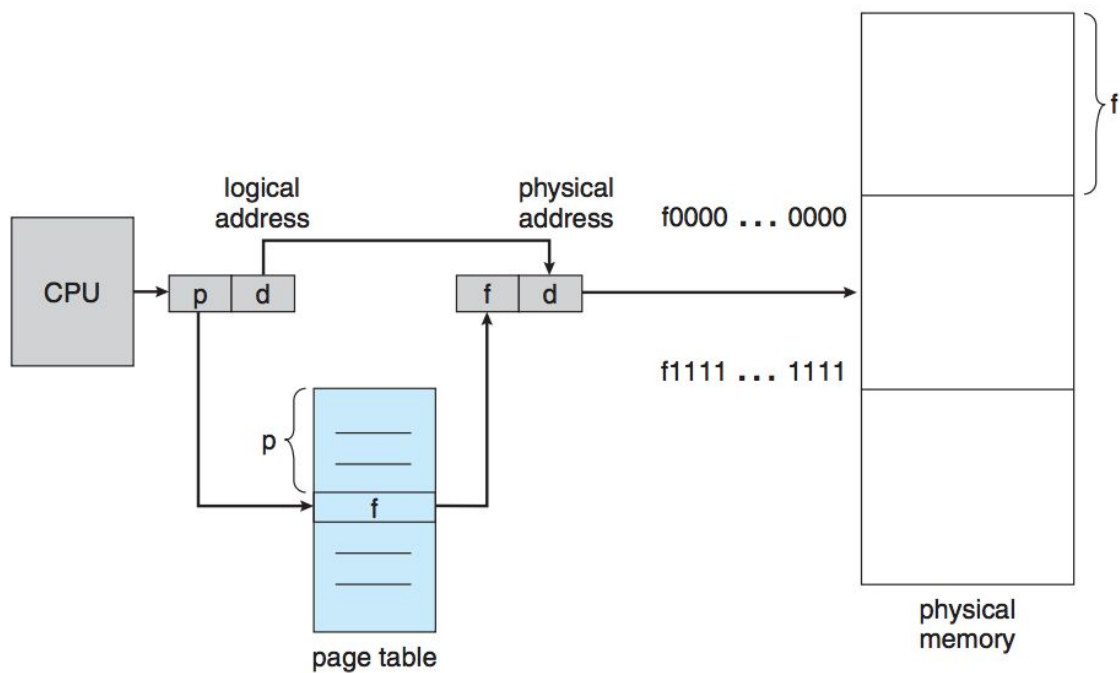 f
logical
address
physical
address
f0000 ... 0000
CPU
p
d
f
d
f1111 ... 1111
p
f
page table
physical
memory